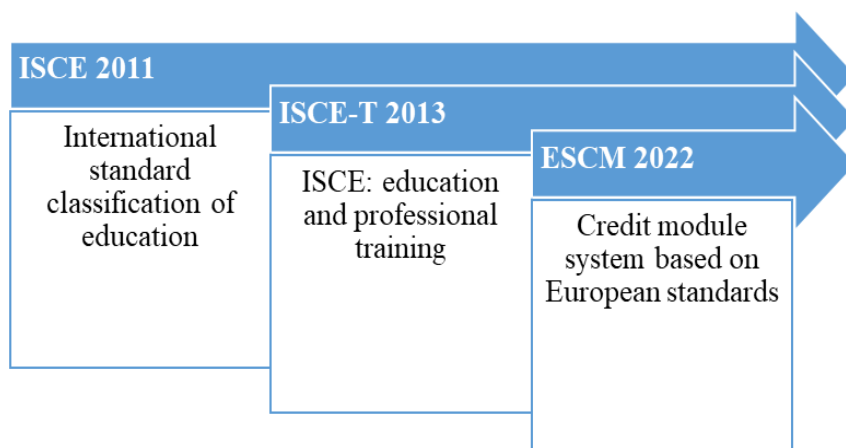 ISCE 2011
International
standard
classification of
education
ISCE-T 2013
ISCE: education
and professional
training
ESCM 2022
Credit module
system based on
European standards